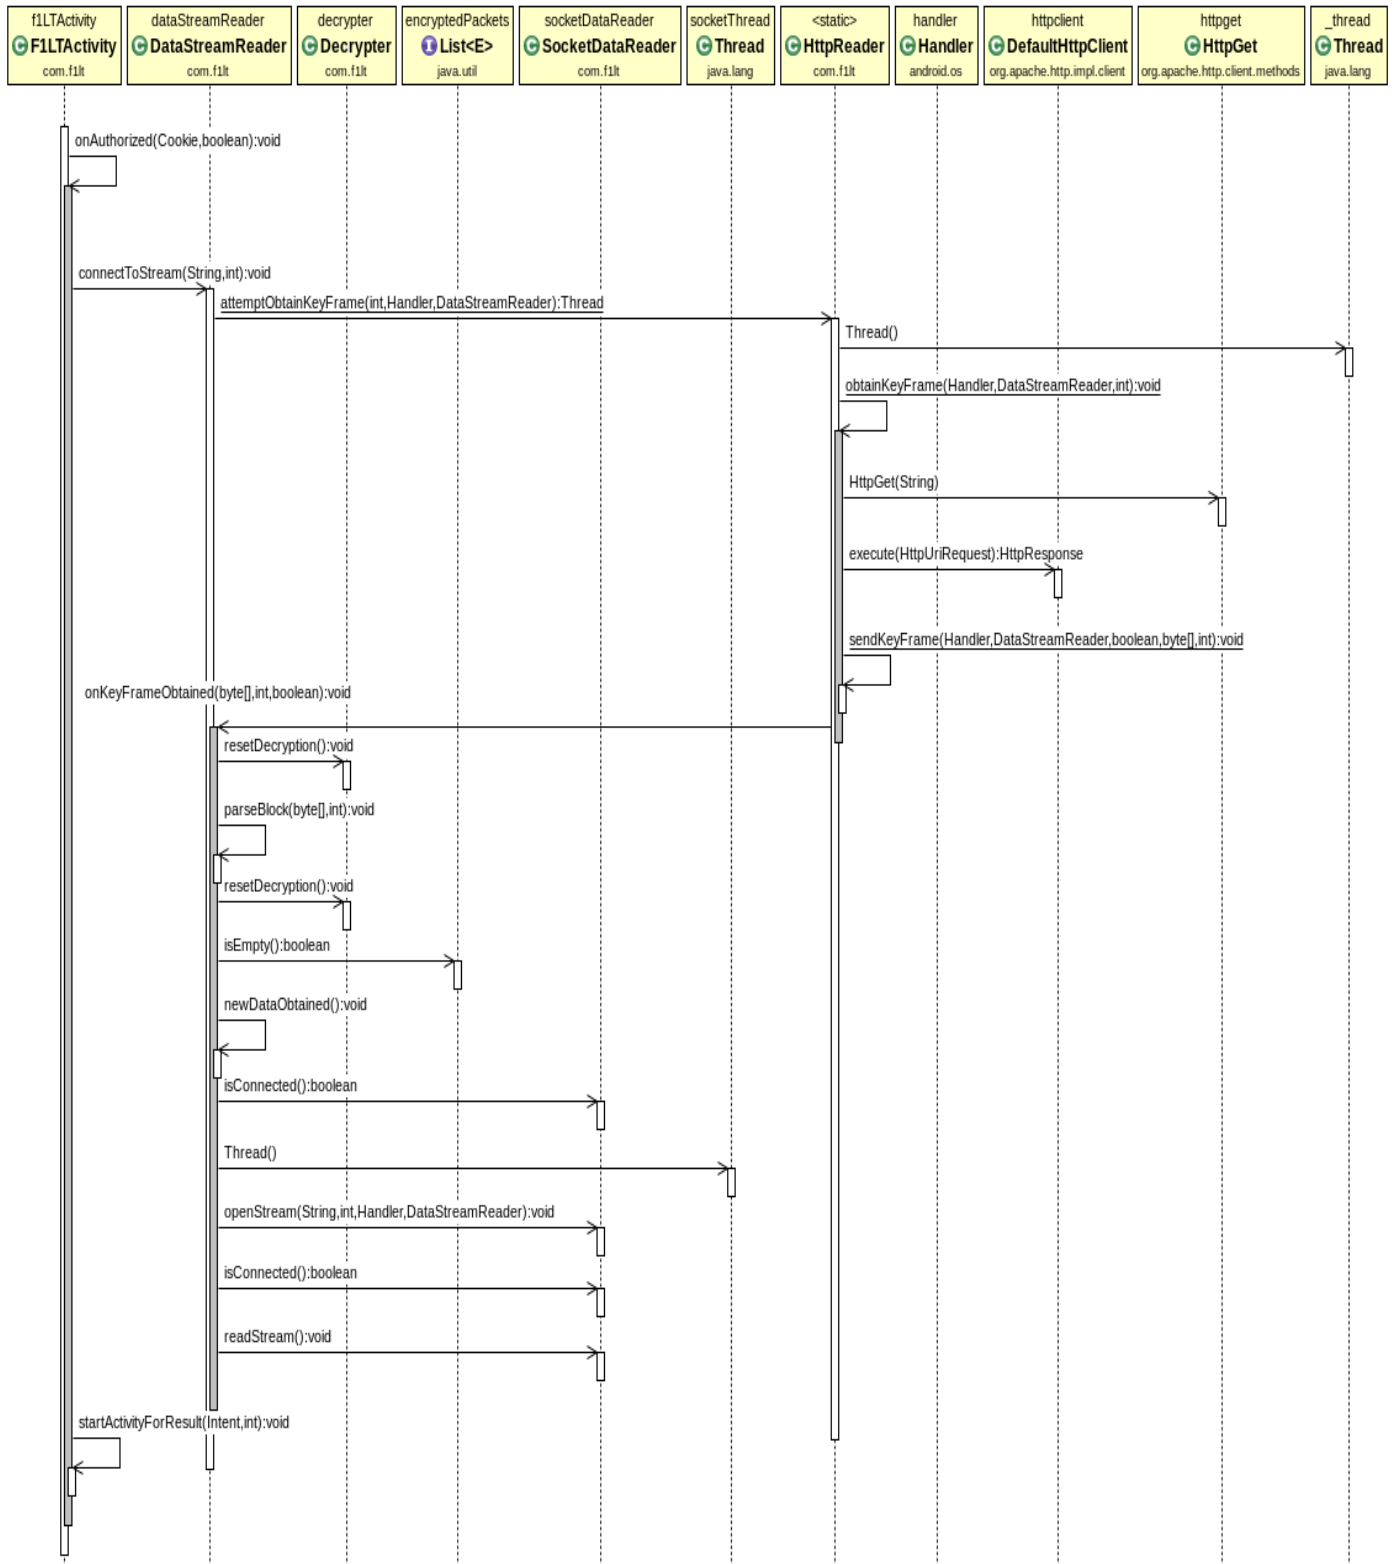 f1LTActivity
C F1LTActivity
com.f1lt
dataStreamReader
C DataStreamReader
com.f1lt
decrypter
C Decrypter
com.f1lt
encryptedPackets
I List<E>
java.util
socketDataReader
C SocketDataReader
com.f1lt
socketThread
C Thread
java.lang
<static>
C HttpReader
com.f1lt
handler
C Handler
android.os
httpclient
C DefaultHttpClient
org.apache.http.impl.client
httpget
C HttpGet
org.apache.http.client.methods
_thread
C Thread
java.lang
onAuthorized(Cookie,boolean):void
connectToStream(String,int):void
attemptObtainKeyFrame(int,Handler,DataStreamReader):Thread
Thread()
obtainKeyFrame(Handler,DataStreamReader,int):void
HttpGet(String)
execute(HttpUriRequest):HttpResponse
sendKeyFrame(Handler,DataStreamReader,boolean,byte[],int):void
onKeyFrameObtained(byte[],int,boolean):void
resetDecryption():void
parseBlock(byte[],int):void
resetDecryption():void
isEmpty():boolean
newDataObtained():void
isConnected():boolean
Thread()
openStream(String,int,Handler,DataStreamReader):void
isConnected():boolean
readStream():void
startActivityForResult(Intent,int):void